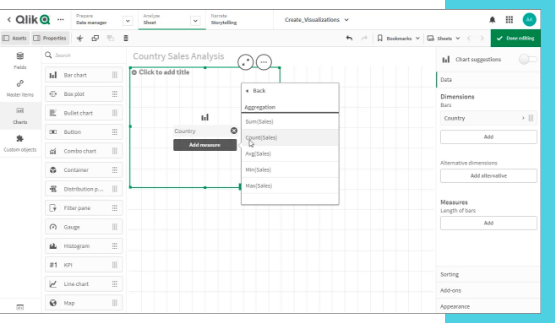 Qlik
Prepare
Data manager
Analyze
Sheet
Narrate
Storytelling
Create_Visualizations
Assets
Properties
Bookmarks
Sheets
Done editing
Fields
Master items
Charts
Custom objects
Search
Bar chart
Box plot
Bullet chart
Button
Combo chart
Container
Distribution p...
Filter pane
Gauge
Histogram
#1 KPI
Line chart
Map
Country Sales Analysis
Click to add title
Country
Add measure
Back
Aggregation
Sum(Sales)
Count(Sales)
Avg(Sales)
Min(Sales)
Max(Sales)
Chart suggestions
Data
Dimensions
Bars
Country
Add
Alternative dimensions
Add alternative
Measures
Length of bars
Add
Sorting
Add-ons
Appearance